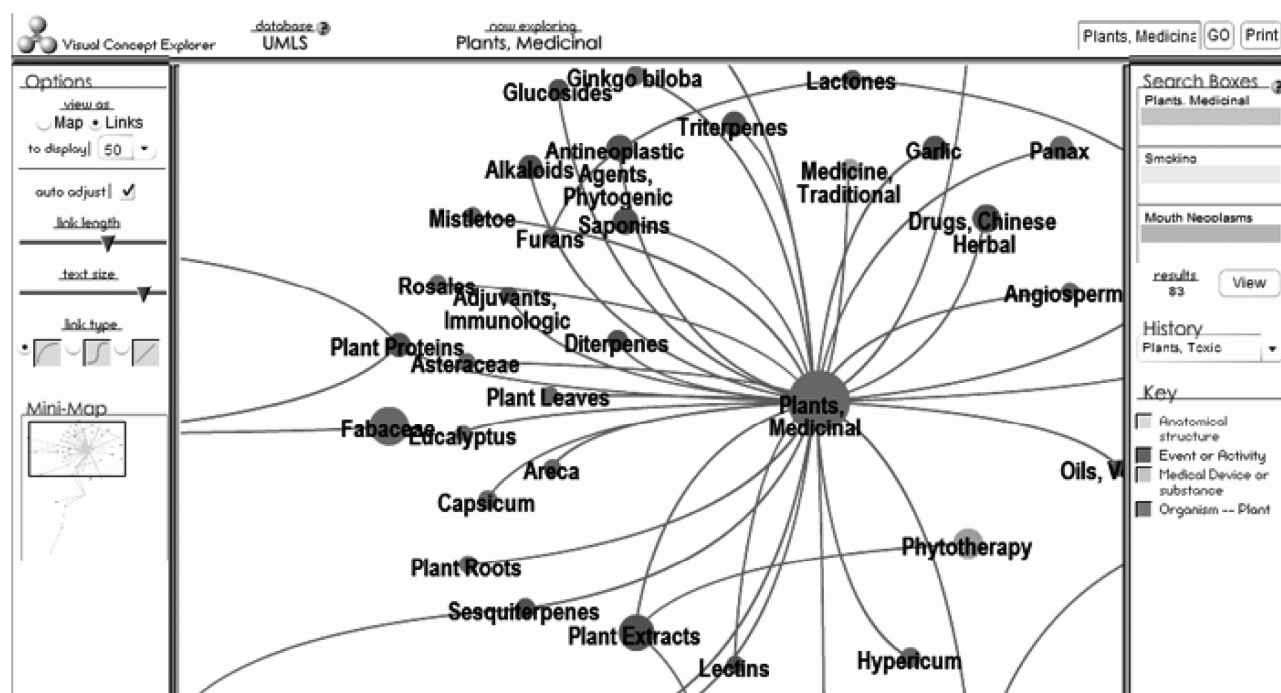 Visual Concept Explorer
database ?
UMLS
now exploring
Plants, Medicinal
Plants, Medicina
GO
Print
Options
view as
Map
Links
to display
50
auto adjust
link length
text size
link type
Mini-Map
Ginkgo biloba
Glucosides
Lactones
Triterpenes
Antineoplastic
Agents,
Phytogenic
Alkaloids
Medicine,
Traditional
Garlic
Panax
Mistletoe
Furans
Saponins
Drugs, Chinese
Herbal
Rosales
Adjuvants,
Immunologic
Angiosperm
Plant Proteins
Asteraceae
Diterpenes
Plant Leaves
Plants,
Medicinal
Fabaceae
Eucalyptus
Areca
Capsicum
Oils, V
Phytotherapy
Plant Roots
Sesquiterpenes
Plant Extracts
Lectins
Hypericum
Search Boxes ?
Plants, Medicinal
Smoking
Mouth Neoplasms
results
83
View
History
Plants, Toxic
Key
Anatomical
structure
Event or Activity
Medical Device or
substance
Organism -- Plant